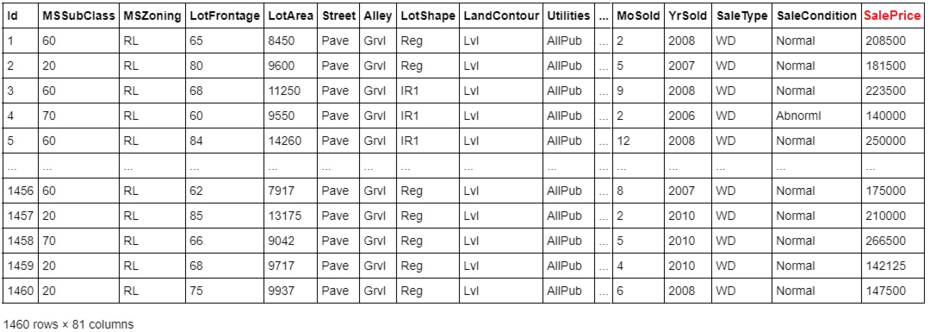 Id MSSubClass MSZoning LotFrontage LotArea Street Alley LotShape LandContour Utilities ... MoSold YrSold SaleType SaleCondition SalePrice
1 60 RL 65 8450 Pave Grvl Reg Lvl AllPub ... 2 2008 WD Normal 208500
2 20 RL 80 9600 Pave Grvl Reg Lvl AllPub ... 5 2007 WD Normal 181500
3 60 RL 68 11250 Pave Grvl IR1 Lvl AllPub ... 9 2008 WD Normal 223500
4 70 RL 60 9550 Pave Grvl IR1 Lvl AllPub ... 2 2006 WD Abnorml 140000
5 60 RL 84 14260 Pave Grvl IR1 Lvl AllPub ... 12 2008 WD Normal 250000
... ... ... ... ... ... ... ... ... ... ... ... ... ... ... ...
1456 60 RL 62 7917 Pave Grvl Reg Lvl AllPub ... 8 2007 WD Normal 175000
1457 20 RL 85 13175 Pave Grvl Reg Lvl AllPub ... 2 2010 WD Normal 210000
1458 70 RL 66 9042 Pave Grvl Reg Lvl AllPub ... 5 2010 WD Normal 266500
1459 20 RL 68 9717 Pave Grvl Reg Lvl AllPub ... 4 2010 WD Normal 142125
1460 20 RL 75 9937 Pave Grvl Reg Lvl AllPub ... 6 2008 WD Normal 147500
1460 rows × 81 columns